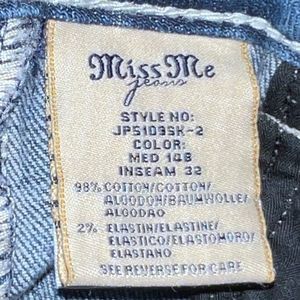 Miss Me
jeans
STYLE NO:
JP5109SK-2
COLOR:
MED 148
INSEAM 32
98% COTTON/COTTON/
ALGODON/BAUMWOLLE/
ALGODAO
2% ELASTIN/ELASTINE/
ELASTICO/ELASTOMORO/
ELASTANO
SEE REVERSE FOR CARE